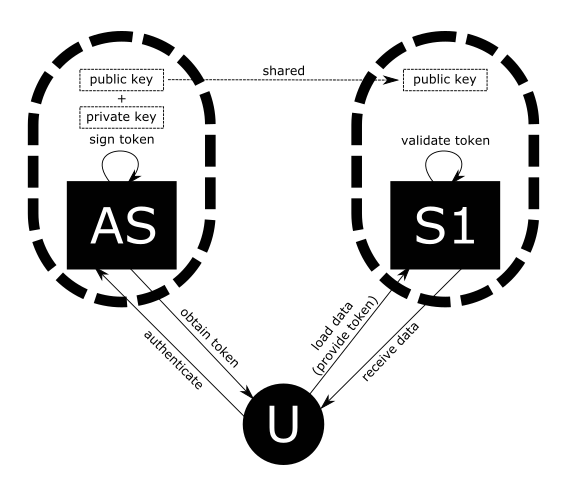 public key
+
private key
sign token
AS
shared
public key
validate token
S1
authenticate
obtain token
load data
(provide token)
receive data
U